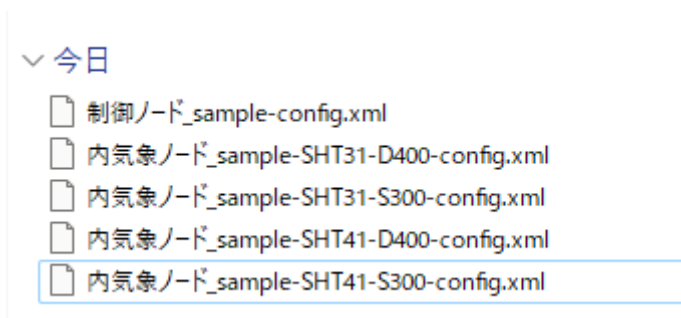 今日
制御ノード_sample-config.xml
内気象ノード_sample-SHT31-D400-config.xml
内気象ノード_sample-SHT31-S300-config.xml
内気象ノード_sample-SHT41-D400-config.xml
内気象ノード_sample-SHT41-S300-config.xml